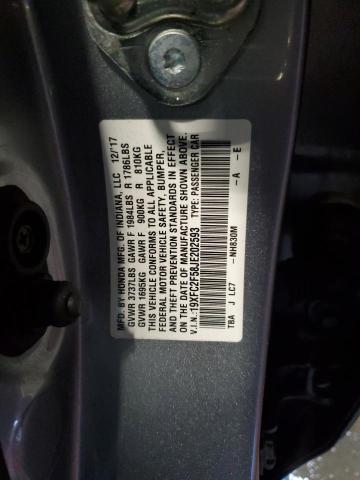 MFD. BY HONDA MFG. OF INDIANA, LLC 12/'17
GVWR 3737LBS GAWR F 1984LBS R 1786LBS
GVWR 1695KG GAWR F 900KG R 810KG
THIS VEHICLE CONFORMS TO ALL APPLICABLE
FEDERAL MOTOR VEHICLE SAFETY, BUMPER,
AND THEFT PREVENTION STANDARDS IN EFFECT
ON THE DATE OF MANUFACTURE SHOWN ABOVE.
V.I.N.:19XFC2F58JE202593 TYPE: PASSENGER CAR
-NH830M -A -E
TBA J LC7